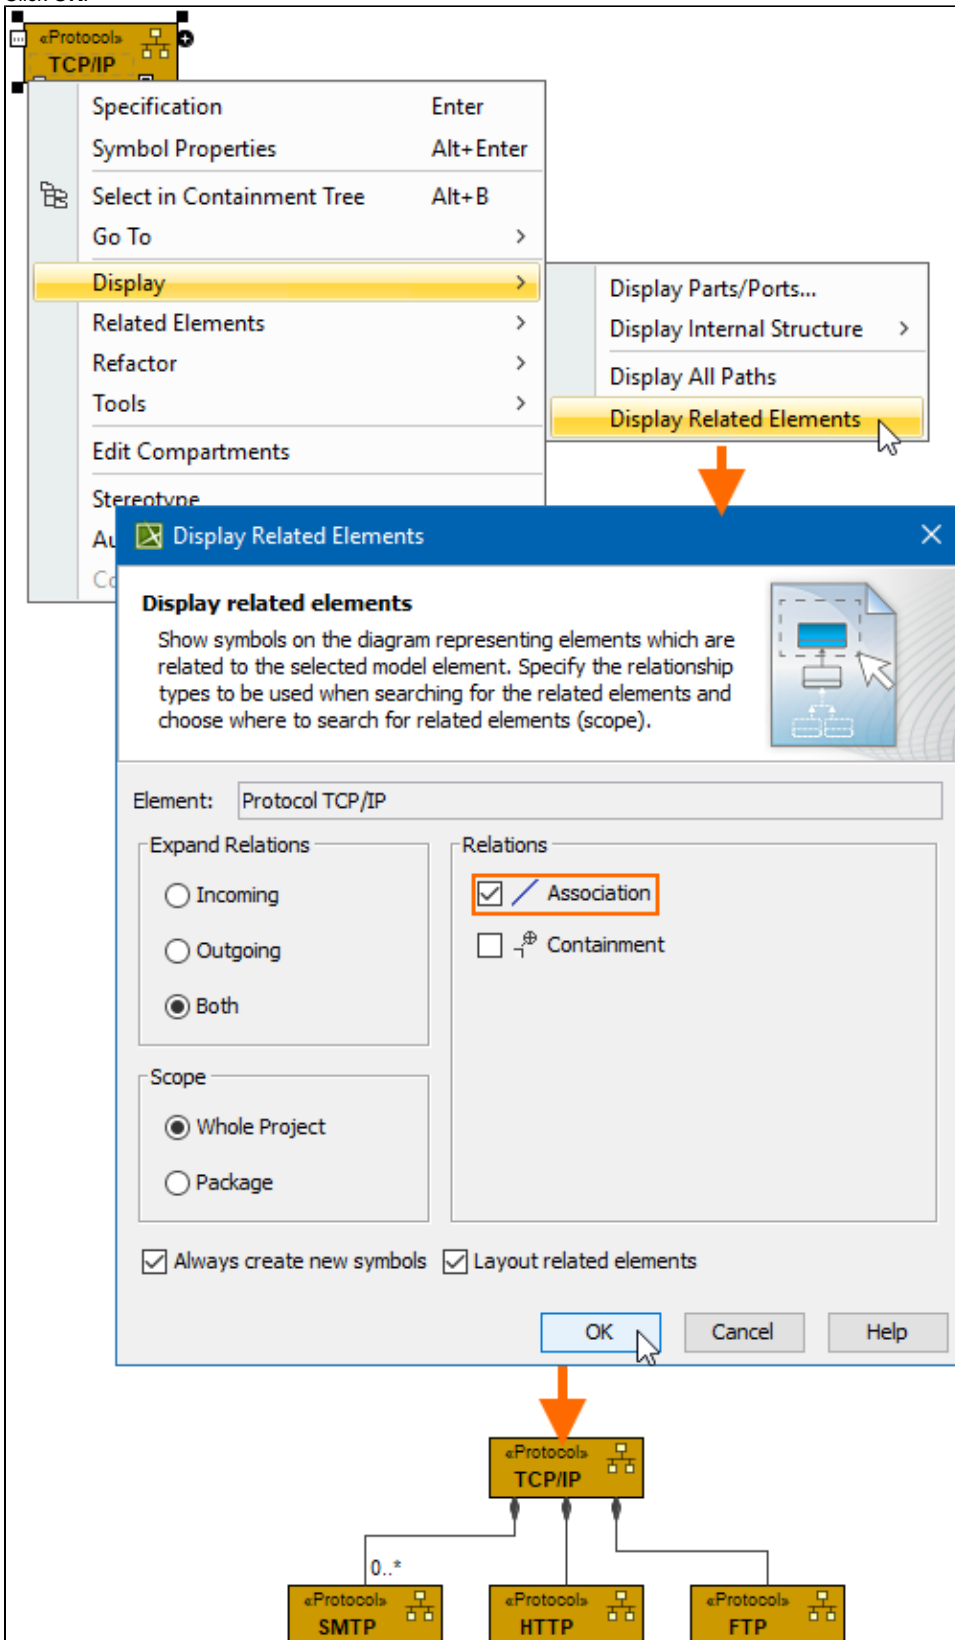 Click OK.
«Protocol»
TCP/IP
Specification Enter
Symbol Properties Alt+Enter
Select in Containment Tree Alt+B
Go To >
Display >
Related Elements >
Refactor >
Tools >
Edit Compartments
Stereotype
Display Parts/Ports...
Display Internal Structure >
Display All Paths
Display Related Elements
Display Related Elements
Display related elements
Show symbols on the diagram representing elements which are
related to the selected model element. Specify the relationship
types to be used when searching for the related elements and
choose where to search for related elements (scope).
Element: Protocol TCP/IP
Expand Relations
Incoming
Outgoing
Both
Relations
Association
Containment
Scope
Whole Project
Package
Always create new symbols Layout related elements
OK Cancel Help
«Protocol»
TCP/IP
0..*
«Protocol» «Protocol» «Protocol»
SMTP HTTP FTP